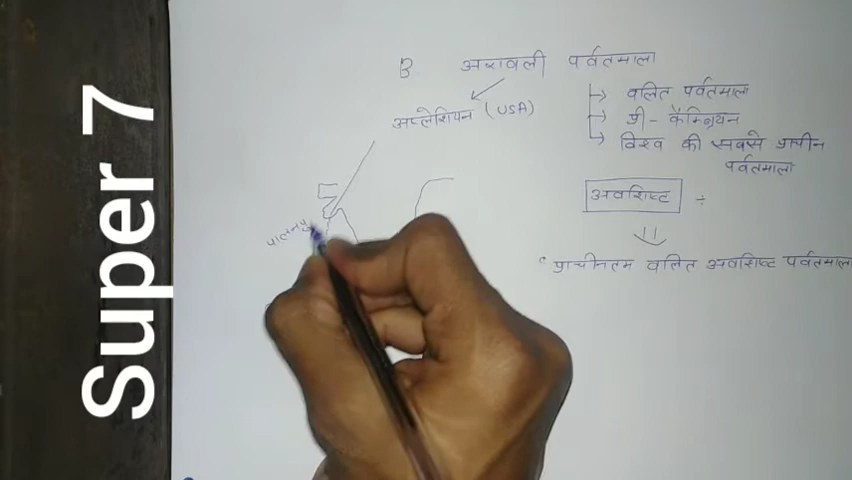 Super 7
B अरावली पर्वतमाला
अप्लेशियन (USA)
→ वलित पर्वतमाला
→ प्री - कैम्ब्रियन
→ विश्व की सबसे प्राचीन
पर्वतमाला
अवशिष्ट ÷
" प्राचीनतम वलित अवशिष्ट पर्वतमाला